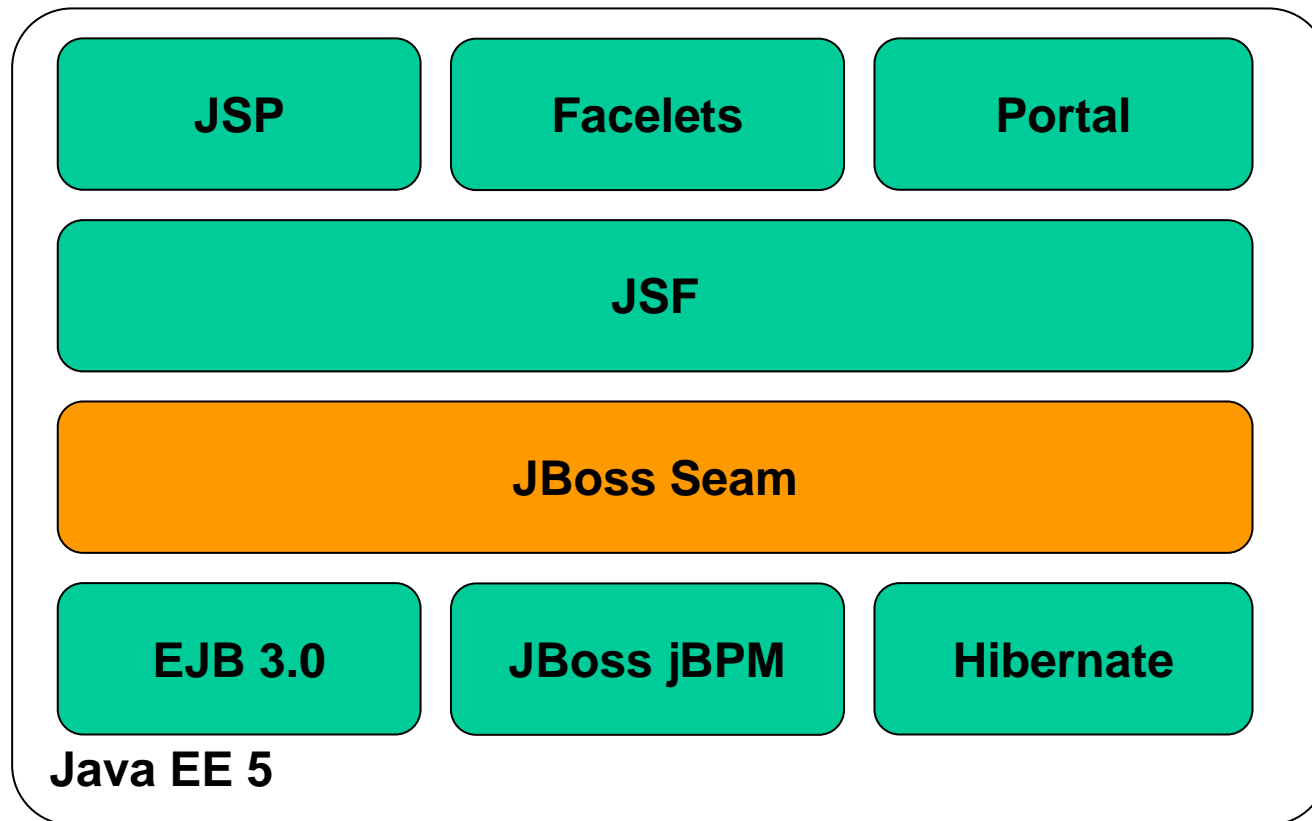 JSP
Facelets
Portal
JSF
JBoss Seam
EJB 3.0
JBoss jBPM
Hibernate
Java EE 5